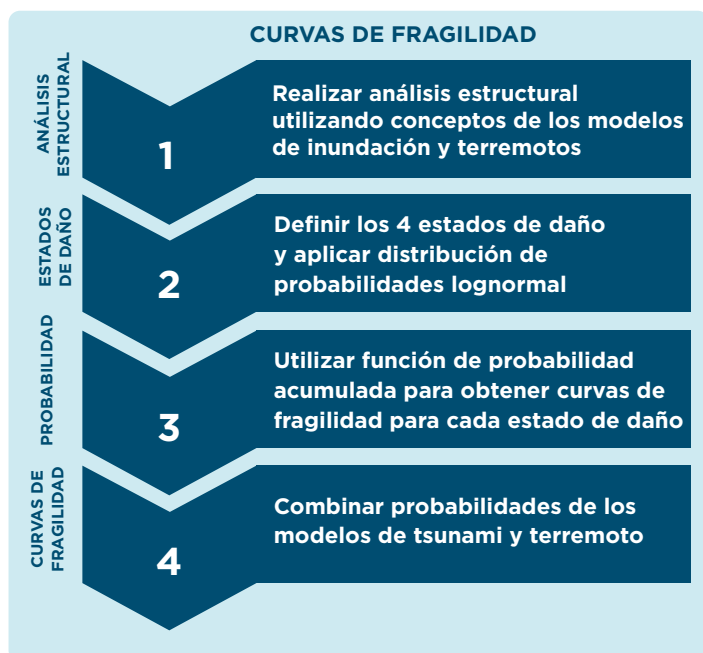 CURVAS DE FRAGILIDAD
ANÁLISIS
ESTRUCTURAL
1
Realizar análisis estructural
utilizando conceptos de los modelos
de inundación y terremotos
ESTADOS
DE DAÑO
2
Definir los 4 estados de daño
y aplicar distribución de
probabilidades lognormal
PROBABILIDAD
3
Utilizar función de probabilidad
acumulada para obtener curvas de
fragilidad para cada estado de daño
CURVAS DE
FRAGILIDAD
4
Combinar probabilidades de los
modelos de tsunami y terremoto